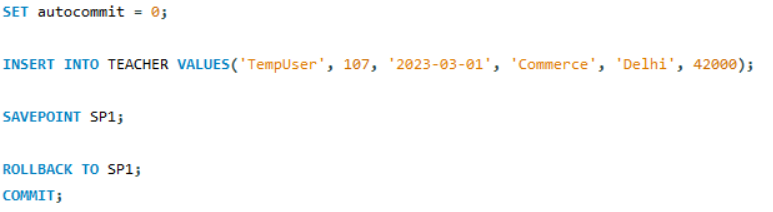 SET autocommit = 0;
INSERT INTO TEACHER VALUES('TempUser', 107, '2023-03-01', 'Commerce', 'Delhi', 42000);
SAVEPOINT SP1;
ROLLBACK TO SP1;
COMMIT;